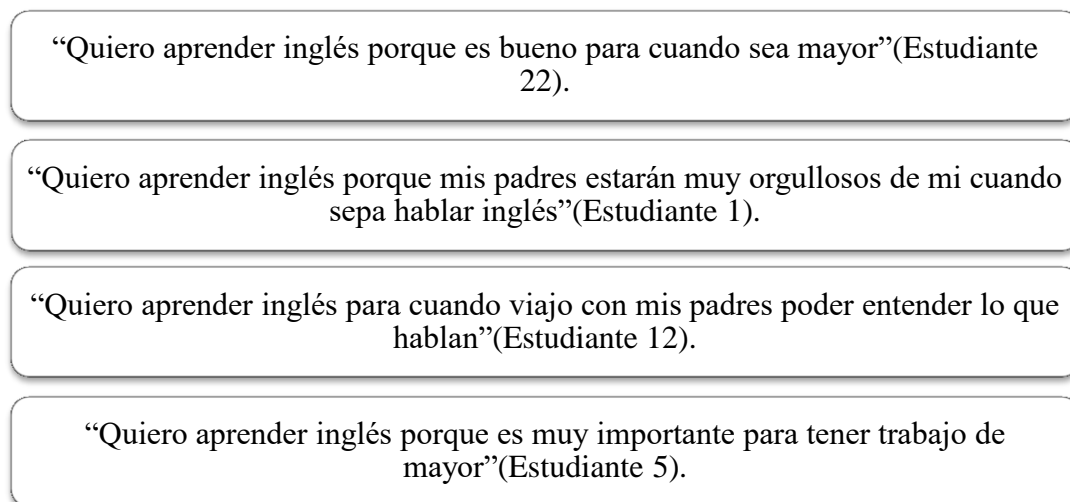 “Quiero aprender inglés porque es bueno para cuando sea mayor”(Estudiante
22).
“Quiero aprender inglés porque mis padres estarán muy orgullosos de mi cuando
sepa hablar inglés”(Estudiante 1).
“Quiero aprender inglés para cuando viajo con mis padres poder entender lo que
hablan”(Estudiante 12).
“Quiero aprender inglés porque es muy importante para tener trabajo de
mayor”(Estudiante 5).